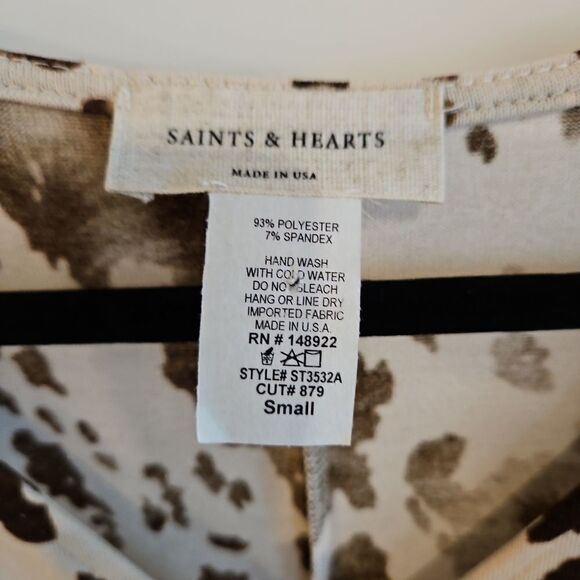 SAINTS & HEARTS
MADE IN USA
93% POLYESTER
7% SPANDEX
HAND WASH
WITH COLD WATER
DO NOT BLEACH
HANG OR LINE DRY
IMPORTED FABRIC
MADE IN U.S.A.
RN # 148922
STYLE# ST3532A
CUT# 879
Small